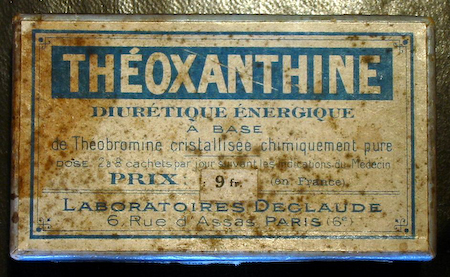 THÉOXANTHINE
DIURÉTIQUE ÉNERGIQUE
A BASE
de Theobromine cristallisée chimiquement pure
DOSE. 2 à 8 cachets par jour suivant les indications du Médecin
PRIX : 9 fr. (en France)
LABORATOIRES DECLAUDE
6, Rue d'Assas PARIS (6e)